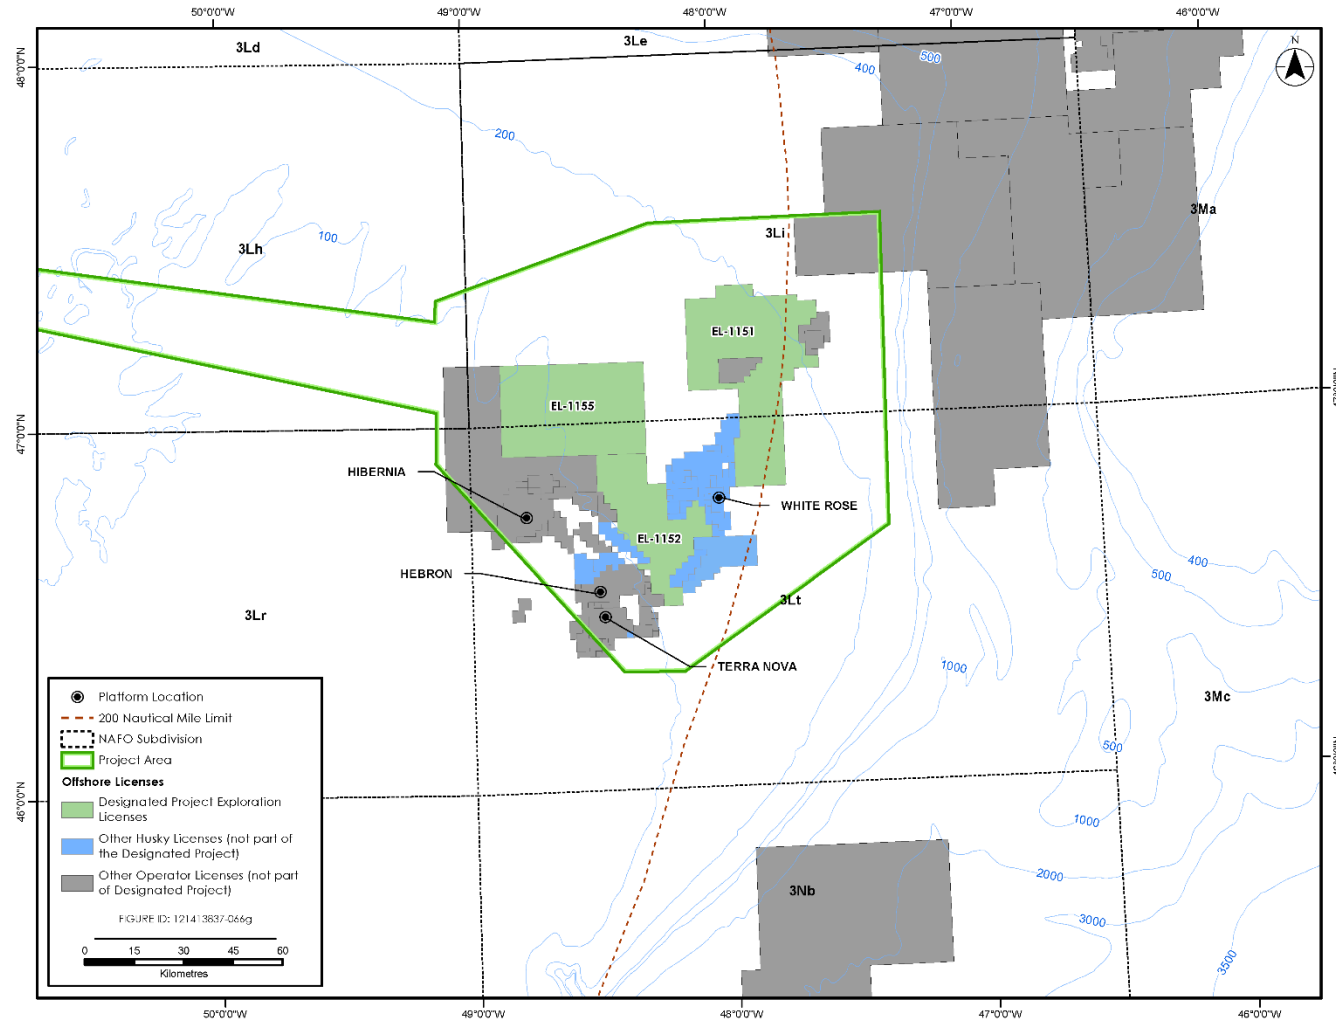 50°0'0"W 49°0'0"W 48°0'0"W 47°0'0"W 46°0'0"W
3Ld
3Le
N
48°0'0"N
500
400
200
3Ma
3Li
3Lh
100
EL-1151
EL-1155
47°0'0"N
HIBERNIA
WHITE ROSE
EL-1152
400
500
HEBRON
3Lt
3Lr
TERRA NOVA
1000
3Mc
500
46°0'0"N
1000
2000
3Nb
3000
3500
Platform Location
200 Nautical Mile Limit
NAFO Subdivision
Project Area
Offshore Licenses
Designated Project Exploration
Licenses
Other Husky Licenses (not part of
the Designated Project)
Other Operator Licenses (not part
of Designated Project)
FIGURE ID: 121413837-066g
0 15 30 45 60
Kilometres
50°0'0"W 49°0'0"W 48°0'0"W 47°0'0"W 46°0'0"W